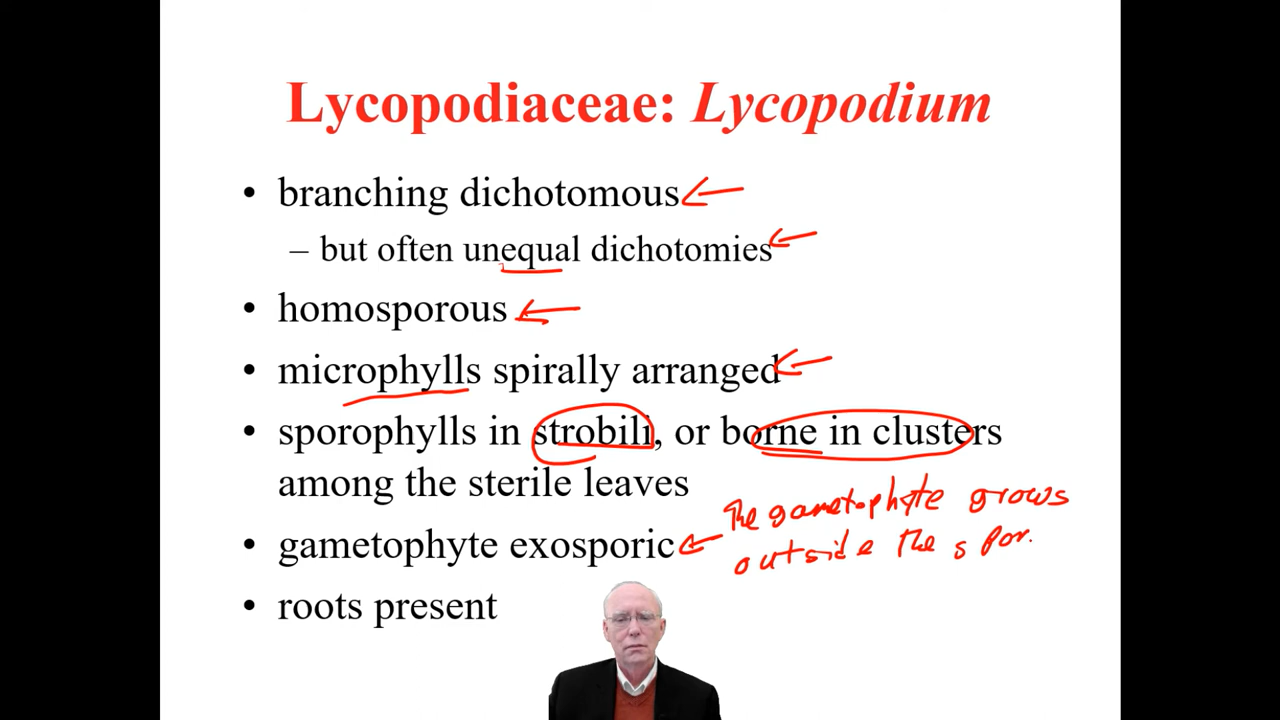 Lycopodiaceae: Lycopodium
• branching dichotomous
– but often unequal dichotomies
• homosporous
• microphylls spirally arranged
• sporophylls in strobili, or borne in clusters
among the sterile leaves
• gametophyte exosporic
The gametophyte grows
outside the spor.
• roots present